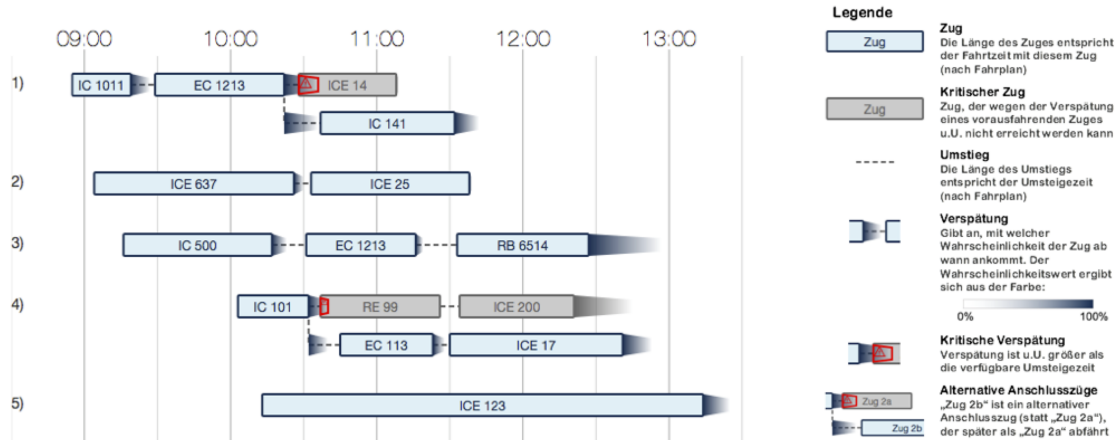 09:00 10:00 11:00 12:00 13:00
1) IC 1011 EC 1213 ICE 14
IC 141
2) ICE 637 ICE 25
3) IC 500 EC 1213 RB 6514
4) IC 101 RE 99 ICE 200
EC 113 ICE 17
5) ICE 123
Legende
Zug
Zug
Die Länge des Zuges entspricht
der Fahrtzeit mit diesem Zug
(nach Fahrplan)
Zug
Kritischer Zug
Zug, der wegen der Verspätung
eines vorausfahrenden Zuges
u.U. nicht erreicht werden kann
Umstieg
Die Länge des Umstiegs
entspricht der Umsteigezeit
(nach Fahrplan)
Verspätung
Gibt an, mit welcher
Wahrscheinlichkeit der Zug ab
wann ankommt. Der
Wahrscheinlichkeitswert ergibt
sich aus der Farbe:
0% 100%
Kritische Verspätung
Verspätung ist u.U. größer als
die verfügbare Umsteigezeit
Alternative Anschlusszüge
Zug 2a
Zug 2b
„Zug 2b“ ist ein alternativer
Anschlusszug (statt „Zug 2a“),
der später als „Zug 2a“ abfährt